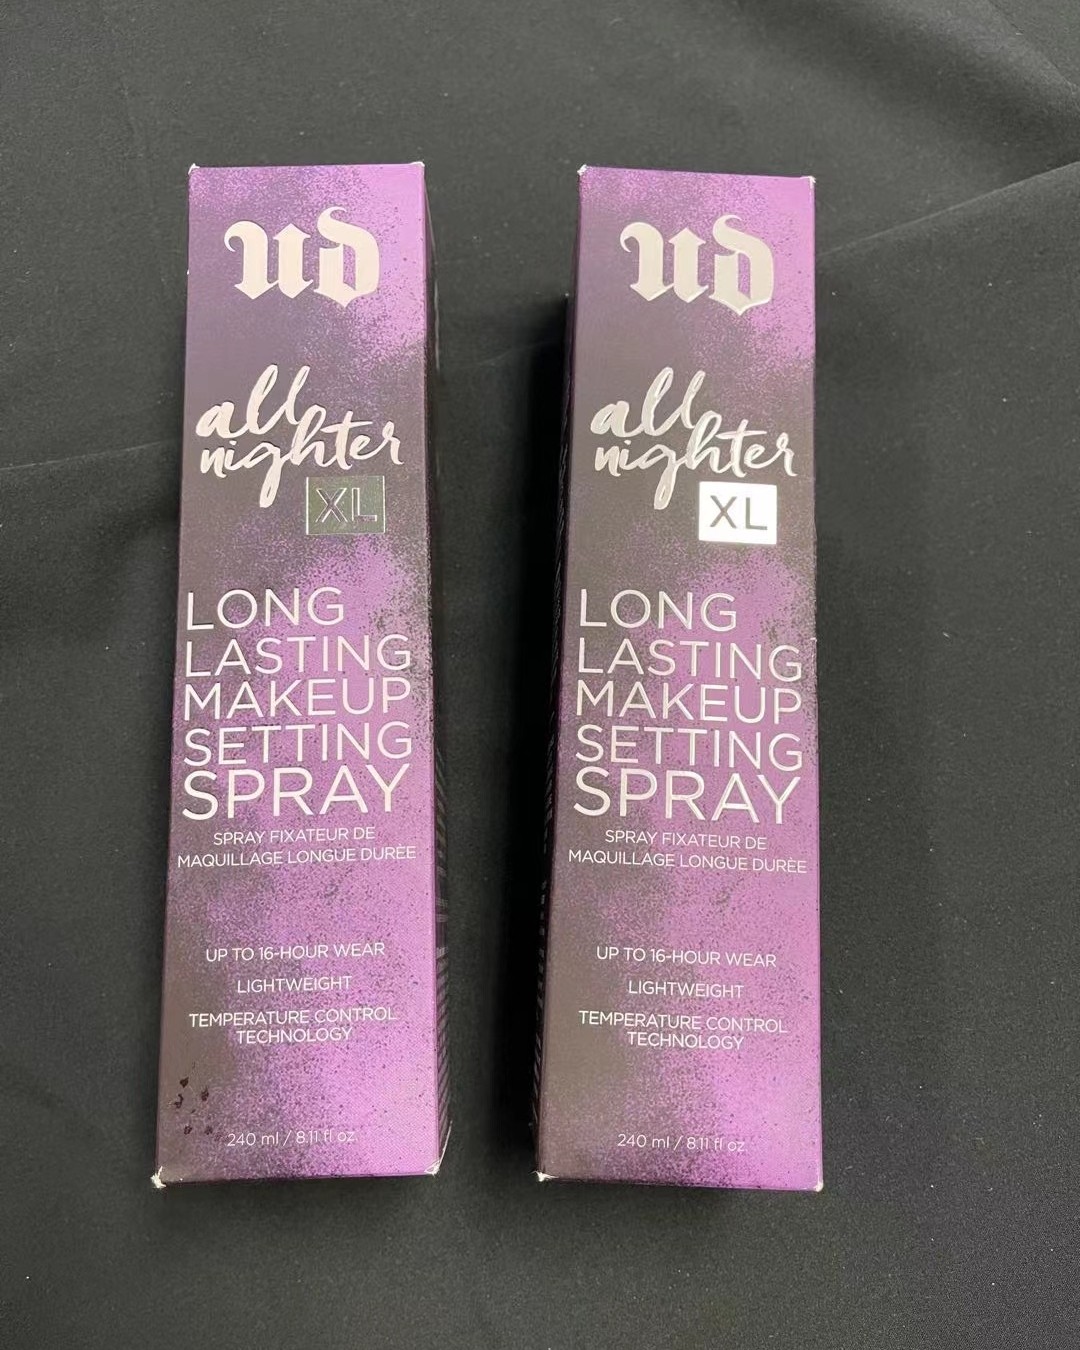 ud
all
nighter
XL
LONG
LASTING
MAKEUP
SETTING
SPRAY
SPRAY FIXATEUR DE
MAQUILLAGE LONGUE DURÉE
UP TO 16-HOUR WEAR
LIGHTWEIGHT
TEMPERATURE CONTROL
TECHNOLOGY
240 ml / 8.11 fl oz
ud
all
nighter
XL
LONG
LASTING
MAKEUP
SETTING
SPRAY
SPRAY FIXATEUR DE
MAQUILLAGE LONGUE DURÉE
UP TO 16-HOUR WEAR
LIGHTWEIGHT
TEMPERATURE CONTROL
TECHNOLOGY
240 ml / 8.11 fl oz